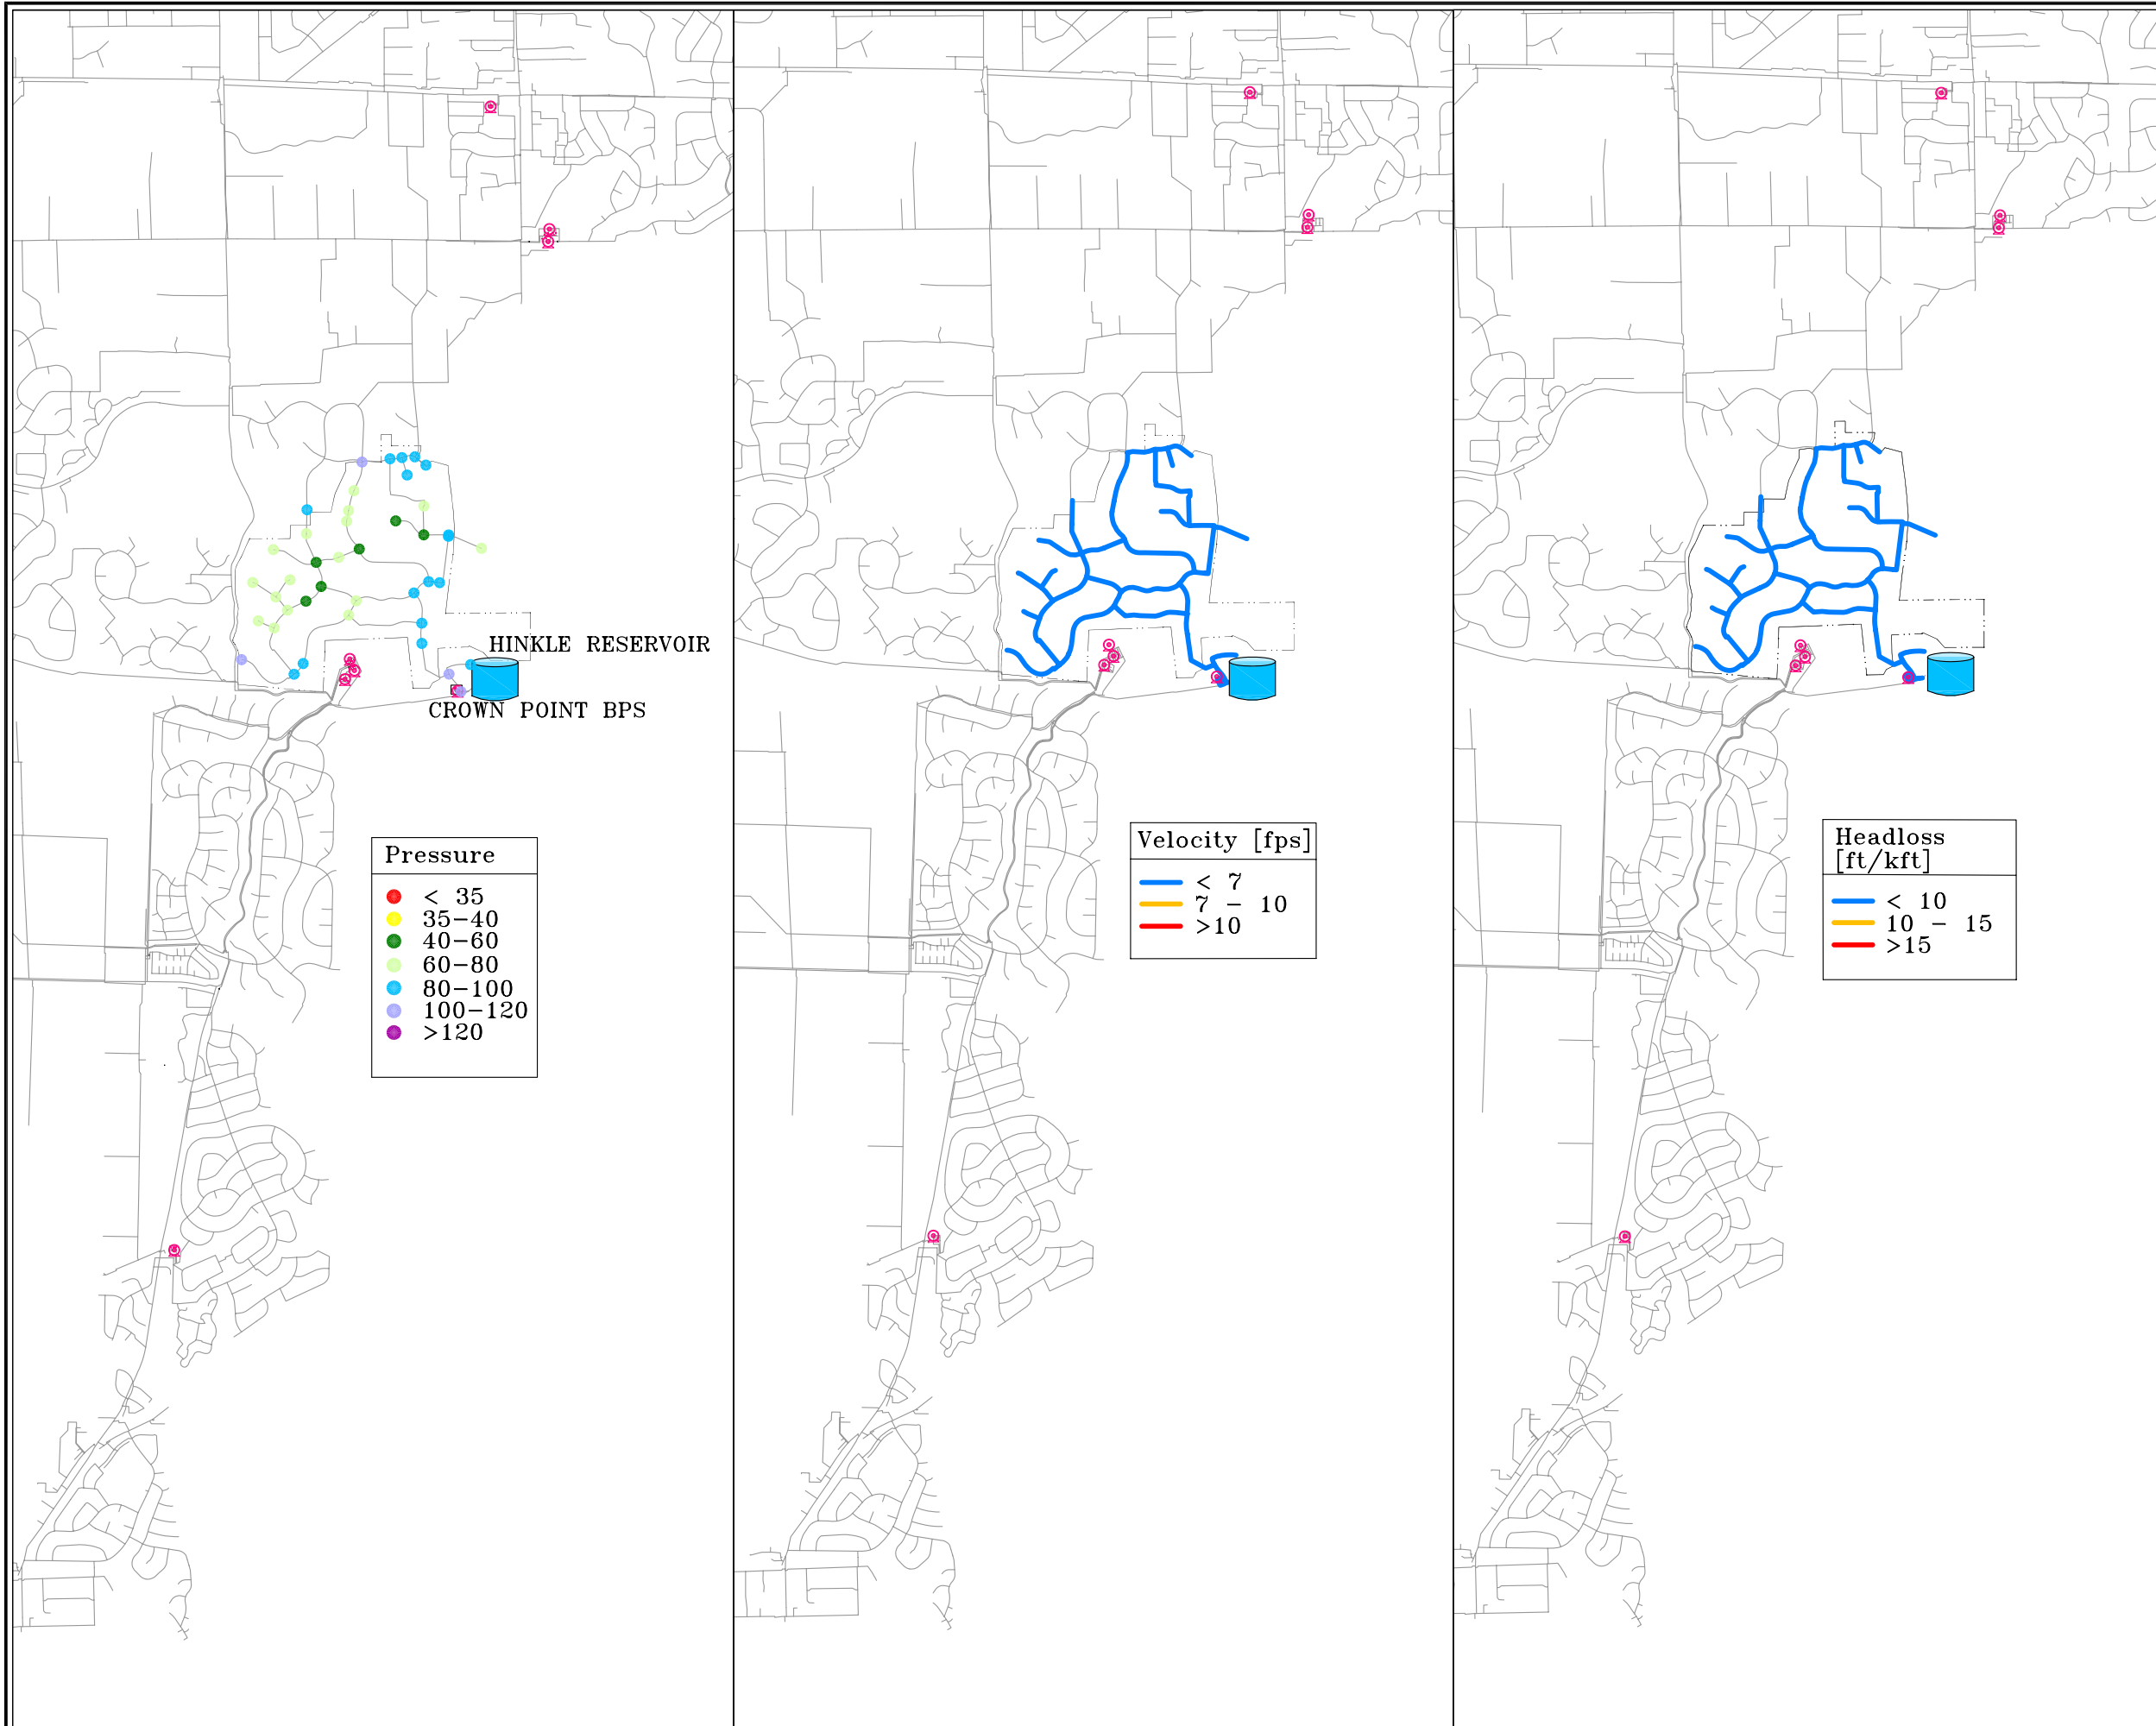 HINKLE RESERVOIR
CROWN POINT BPS
Pressure
< 35
35-40
40-60
60-80
80-100
100-120
>120
Velocity [fps]
< 7
7 - 10
>10
Headloss
[ft/kft]
< 10
10 - 15
>15